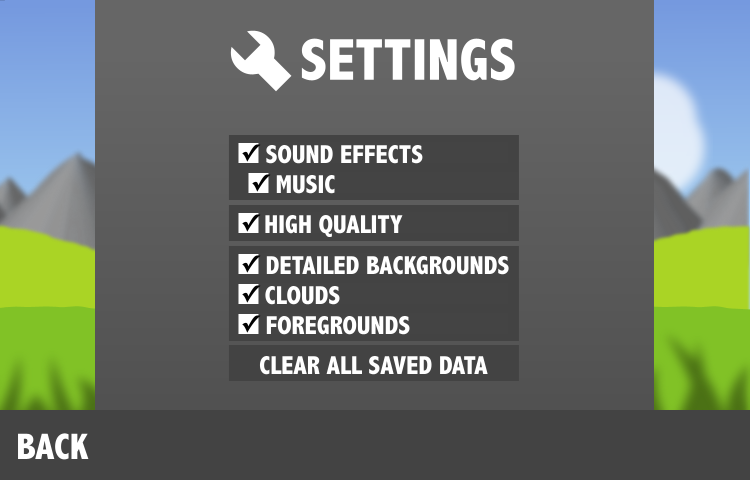 SETTINGS
SOUND EFFECTS
MUSIC
HIGH QUALITY
DETAILED BACKGROUNDS
CLOUDS
FOREGROUNDS
CLEAR ALL SAVED DATA
BACK